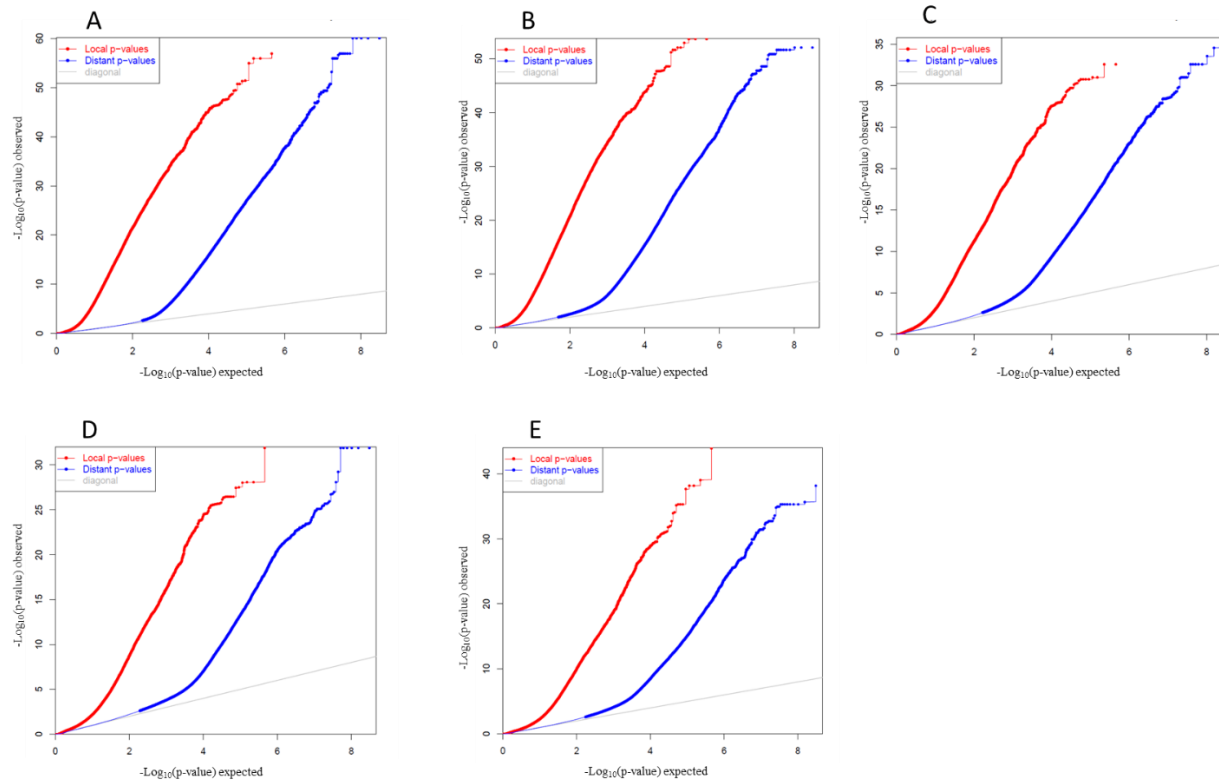 A
60
50
40
30
20
10
0
-Log10(p-value) observed
Local p-values
Distant p-values
diagonal
0 2 4 6 8
-Log10(p-value) expected
B
50
40
30
20
10
0
-Log10(p-value) observed
Local p-values
Distant p-values
diagonal
0 2 4 6 8
-Log10(p-value) expected
C
35
30
25
20
15
10
5
0
-Log10(p-value) observed
Local p-values
Distant p-values
diagonal
0 2 4 6 8
-Log10(p-value) expected
D
30
25
20
15
10
5
0
-Log10(p-value) observed
Local p-values
Distant p-values
diagonal
0 2 4 6 8
-Log10(p-value) expected
E
40
30
20
10
0
-Log10(p-value) observed
Local p-values
Distant p-values
diagonal
0 2 4 6 8
-Log10(p-value) expected